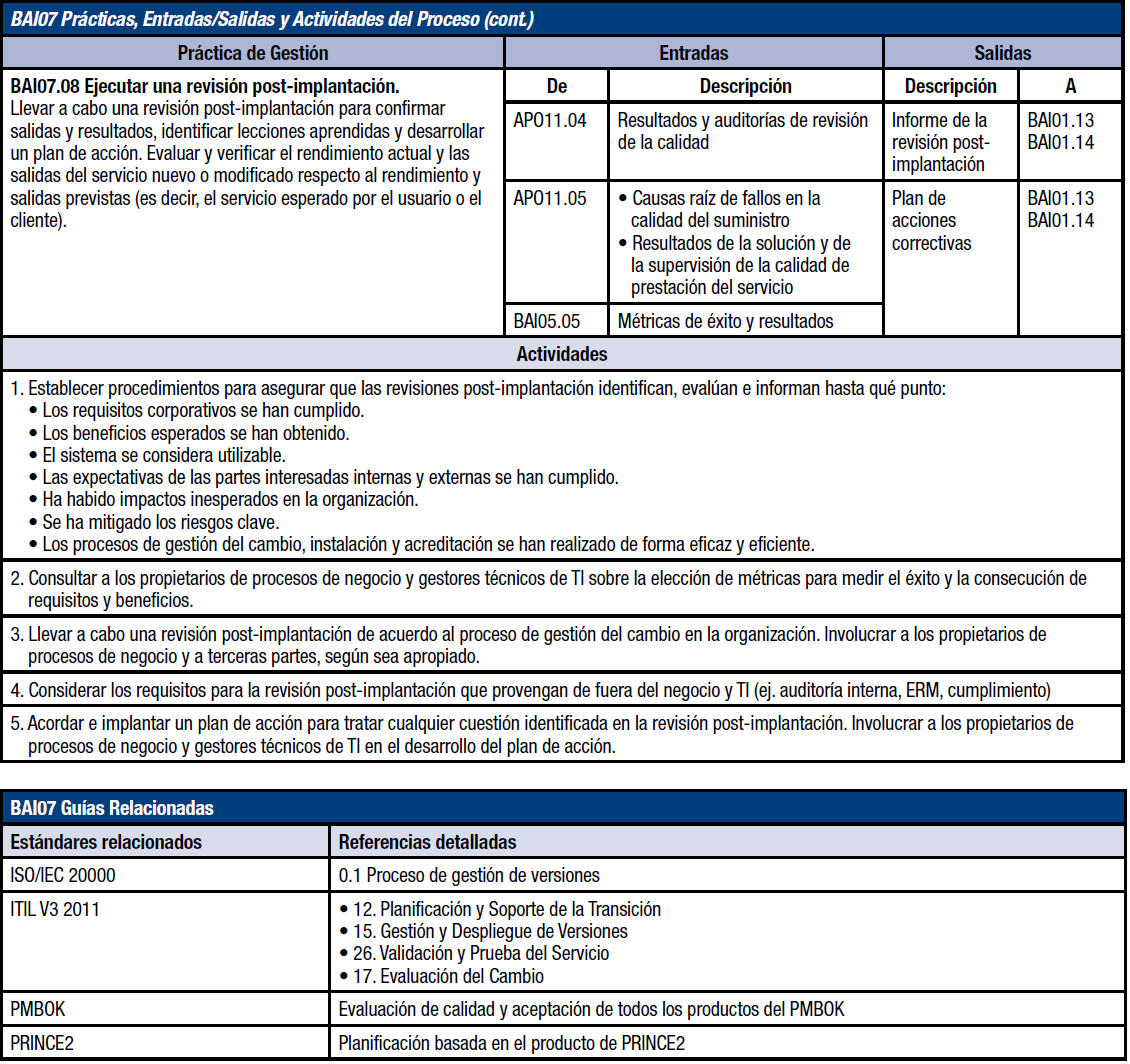 BAI07 Prácticas, Entradas/Salidas y Actividades del Proceso (cont.)
Práctica de Gestión
Entradas
Salidas
BAI07.08 Ejecutar una revisión post-implantación.
Llevar a cabo una revisión post-implantación para confirmar
salidas y resultados, identificar lecciones aprendidas y desarrollar
un plan de acción. Evaluar y verificar el rendimiento actual y las
salidas del servicio nuevo o modificado respecto al rendimiento y
salidas previstas (es decir, el servicio esperado por el usuario o el
cliente).
De
Descripción
Descripción
A
APO11.04
Resultados y auditorías de revisión
de la calidad
Informe de la
revisión post-
implantación
BAI01.13
BAI01.14
APO11.05
• Causas raíz de fallos en la
calidad del suministro
• Resultados de la solución y de
la supervisión de la calidad de
prestación del servicio
Plan de
acciones
correctivas
BAI01.13
BAI01.14
BAI05.05
Métricas de éxito y resultados
Actividades
1. Establecer procedimientos para asegurar que las revisiones post-implantación identifican, evalúan e informan hasta qué punto:
• Los requisitos corporativos se han cumplido.
• Los beneficios esperados se han obtenido.
• El sistema se considera utilizable.
• Las expectativas de las partes interesadas internas y externas se han cumplido.
• Ha habido impactos inesperados en la organización.
• Se ha mitigado los riesgos clave.
• Los procesos de gestión del cambio, instalación y acreditación se han realizado de forma eficaz y eficiente.
2. Consultar a los propietarios de procesos de negocio y gestores técnicos de TI sobre la elección de métricas para medir el éxito y la consecución de
requisitos y beneficios.
3. Llevar a cabo una revisión post-implantación de acuerdo al proceso de gestión del cambio en la organización. Involucrar a los propietarios de
procesos de negocio y a terceras partes, según sea apropiado.
4. Considerar los requisitos para la revisión post-implantación que provengan de fuera del negocio y TI (ej. auditoría interna, ERM, cumplimiento)
5. Acordar e implantar un plan de acción para tratar cualquier cuestión identificada en la revisión post-implantación. Involucrar a los propietarios de
procesos de negocio y gestores técnicos de TI en el desarrollo del plan de acción.
BAI07 Guías Relacionadas
Estándares relacionados
Referencias detalladas
ISO/IEC 20000
0.1 Proceso de gestión de versiones
ITIL V3 2011
• 12. Planificación y Soporte de la Transición
• 15. Gestión y Despliegue de Versiones
• 26. Validación y Prueba del Servicio
• 17. Evaluación del Cambio
PMBOK
Evaluación de calidad y aceptación de todos los productos del PMBOK
PRINCE2
Planificación basada en el producto de PRINCE2